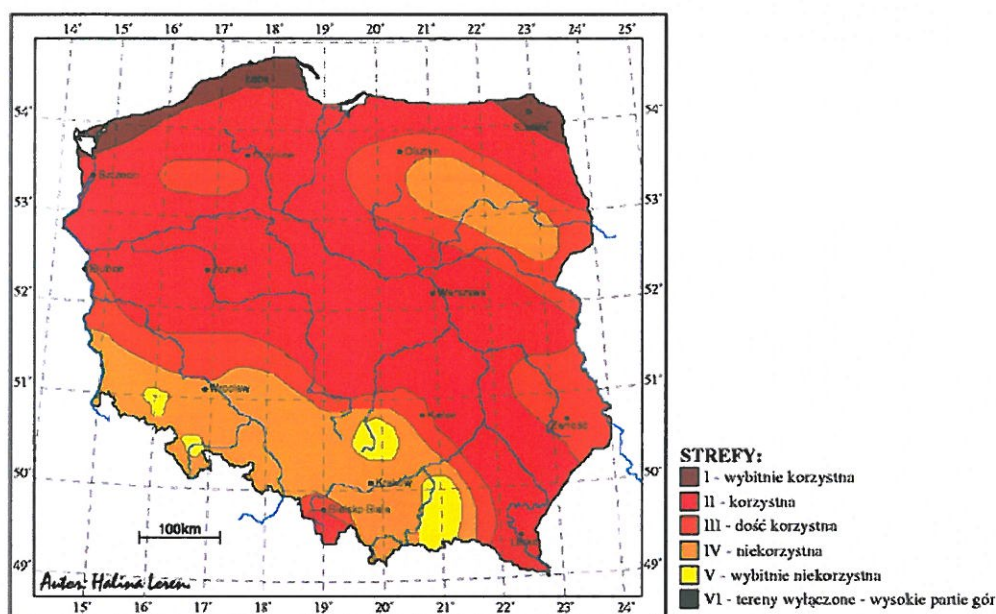 14° 15° 16° 17° 18° 19° 20° 21° 22° 23° 24° 25°
54° 54°
Szczecin
Olsztyn
53° 53°
Poznań
Warszawa
52° 52°
51° Wrocław 51°
Kielce
Zamość
50° Kraków 50°
Bielsko-Biała
100km
49° 49°
Autor: Halina Lorenc
15° 16° 17° 18° 19° 20° 21° 22° 23° 24°
STREFY:
I - wybitnie korzystna
II - korzystna
III - dość korzystna
IV - niekorzystna
V - wybitnie niekorzystna
VI - tereny wyłączone - wysokie partie gór